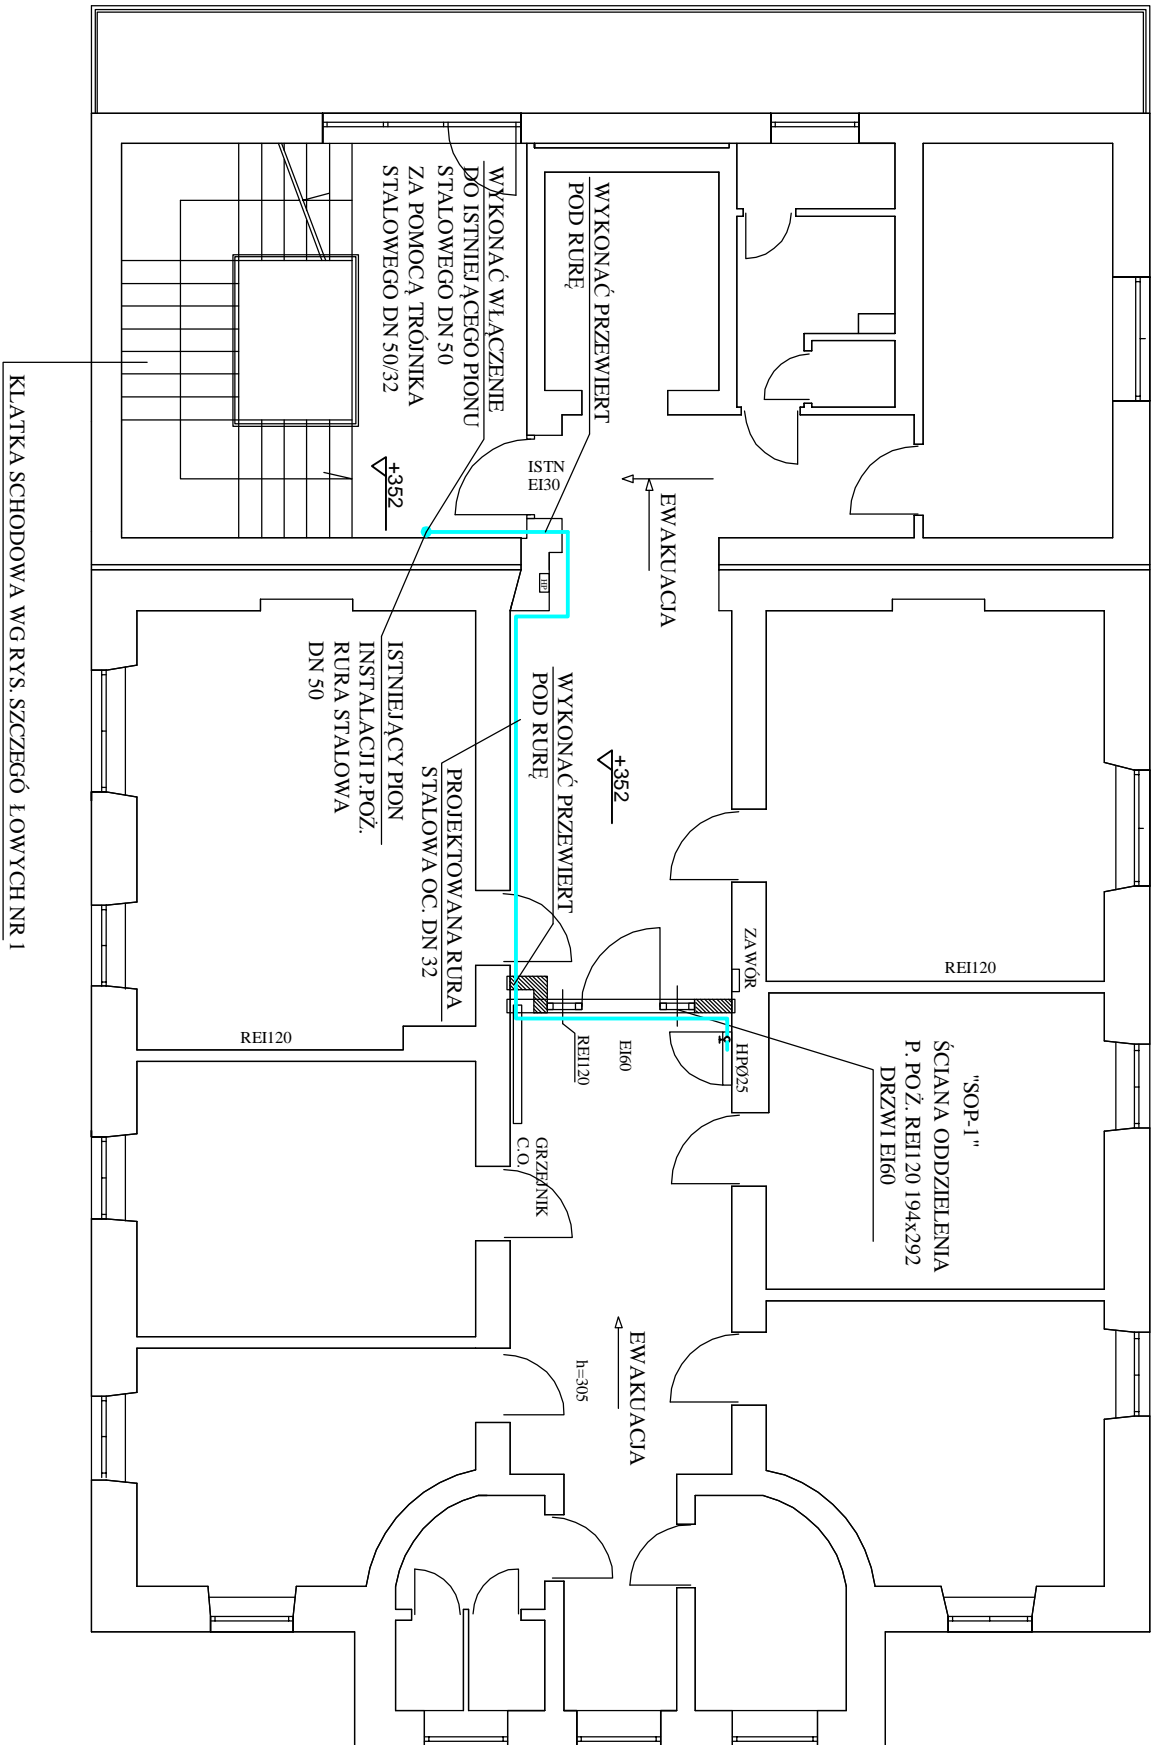 WYKONAĆ WŁĄCZENIE
DO ISTNIEJĄCEGO PIONU
STALOWEGO DN 50
ZA POMOCĄ TRÓJNIKA
STALOWEGO DN 50/32
WYKONAĆ PRZEWIERT
POD RURĘ
ISTN
EI30
+352
EWAKUACJA
HP
KLATKA SCHODOWA WG RYS. SZCZEGÓ ŁOWYCH NR 1
ISTNIEJĄCY PION
INSTALACJI P.POŻ.
RURA STALOWA
DN 50
WYKONAĆ PRZEWIERT
POD RURĘ
+352
PROJEKTOWANA RURA
STALOWA OC. DN 32
ZAWÓR
REI120
REI120
REI120
EI60
HPØ25
"SOP-1"
ŚCIANA ODDZIELENIA
P. POŻ. REI120 194x292
DRZWI EI60
GRZEJNIK
C.O.
EWAKUACJA
h=305